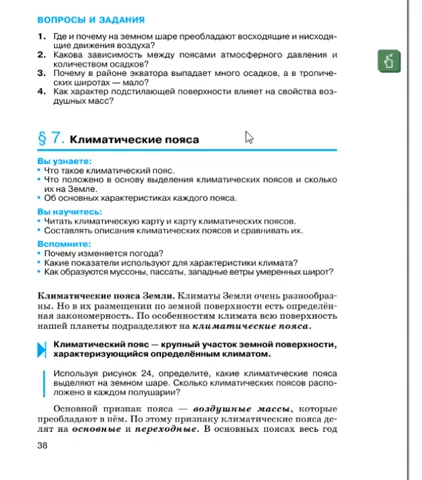 ВОПРОСЫ И ЗАДАНИЯ
1. Где и почему на земном шаре преобладают восходящие и нисходя-
щие движения воздуха?
2. Какова зависимость между поясами атмосферного давления и
количеством осадков?
3. Почему в районе экватора выпадает много осадков, а в тропиче-
ских широтах — мало?
4. Как характер подстилающей поверхности влияет на свойства воз-
душных масс?
§ 7. Климатические пояса
Вы узнаете:
• Что такое климатический пояс.
• Что положено в основу выделения климатических поясов и сколько
их на Земле.
• Об основных характеристиках каждого пояса.
Вы научитесь:
• Читать климатическую карту и карту климатических поясов.
• Составлять описания климатических поясов и сравнивать их.
Вспомните:
• Почему изменяется погода?
• Какие показатели используют для характеристики климата?
• Как образуются муссоны, пассаты, западные ветры умеренных широт?
Климатические пояса Земли. Климаты Земли очень разнообраз-
ны. Но в их размещении по земной поверхности есть определён-
ная закономерность. По особенностям климата всю поверхность
нашей планеты подразделяют на климатические пояса.
Климатический пояс — крупный участок земной поверхности,
характеризующийся определённым климатом.
Используя рисунок 24, определите, какие климатические пояса
выделяют на земном шаре. Сколько климатических поясов распо-
ложено в каждом полушарии?
Основной признак пояса — воздушные массы, которые
преобладают в нём. По этому признаку климатические пояса де-
лят на основные и переходные. В основных поясах весь год
38